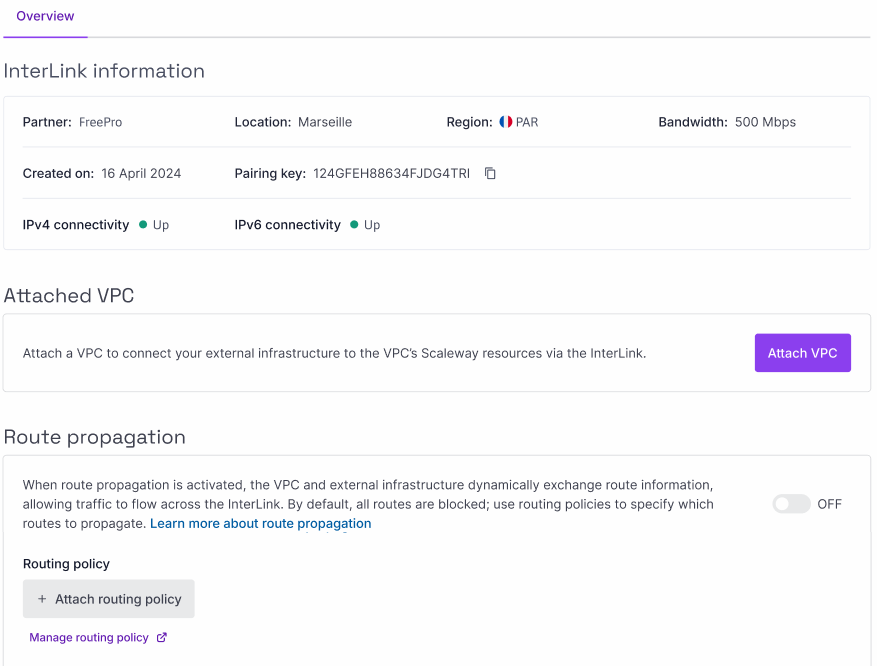 Overview
InterLink information
Partner: FreePro Location: Marseille Region: PAR Bandwidth: 500 Mbps
Created on: 16 April 2024 Pairing key: 124GFEH88634FJDG4TRI
IPv4 connectivity Up IPv6 connectivity Up
Attached VPC
Attach a VPC to connect your external infrastructure to the VPC's Scaleway resources via the InterLink. Attach VPC
Route propagation
When route propagation is activated, the VPC and external infrastructure dynamically exchange route information,
allowing traffic to flow across the InterLink. By default, all routes are blocked; use routing policies to specify which
routes to propagate. Learn more about route propagation
OFF
Routing policy
+ Attach routing policy
Manage routing policy